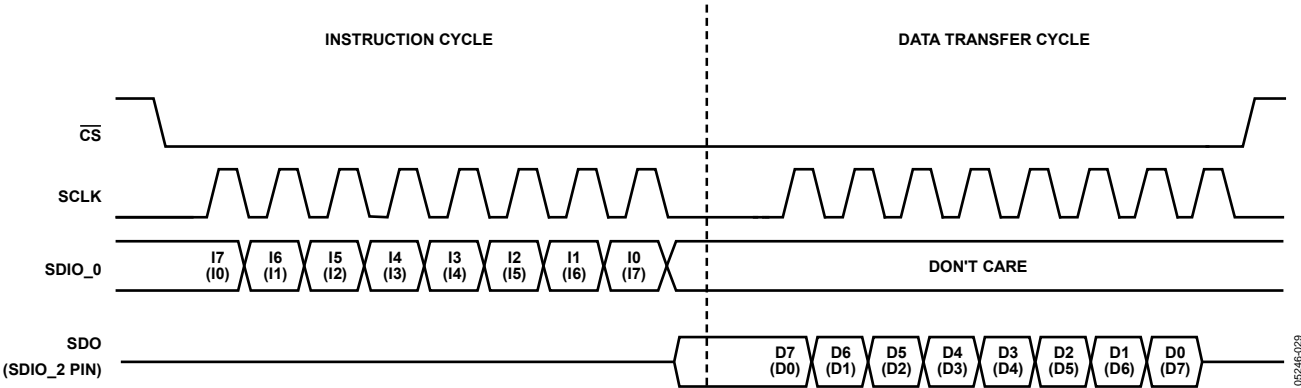 INSTRUCTION CYCLE DATA TRANSFER CYCLE
CS
SCLK
SDIO_0 I7 I6 I5 I4 I3 I2 I1 I0 DON'T CARE
(I0) (I1) (I2) (I3) (I4) (I5) (I6) (I7)
SDO D7 D6 D5 D4 D3 D2 D1 D0
(SDIO_2 PIN) (D0) (D1) (D2) (D3) (D4) (D5) (D6) (D7)
05246-029